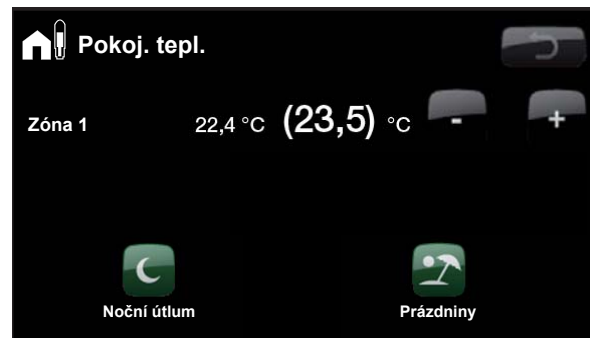 Pokoj. tepl.
Zóna 1 22,4 °C (23,5) °C - +
Noční útlum Prázdniny